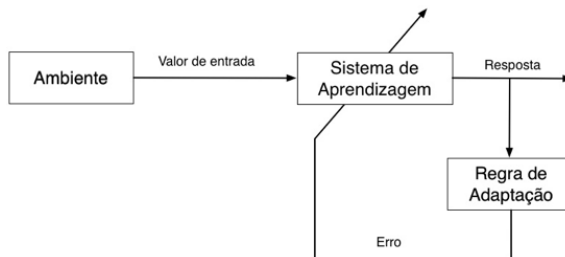 Ambiente
Valor de entrada
Sistema de
Aprendizagem
Resposta
Regra de
Adaptação
Erro